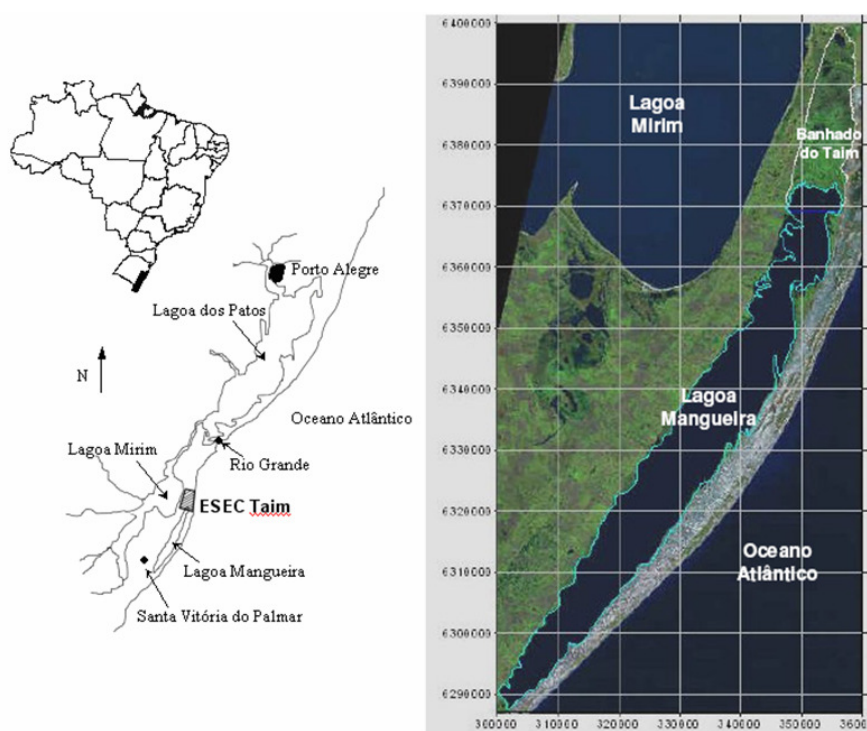 Porto Alegre
Lagoa dos Patos
N
Oceano Atlântico
Lagoa Mirim
Rio Grande
ESEC Taim
Lagoa Mangueira
Santa Vitória do Palmar
6400000
6390000
6380000
6370000
6360000
6350000
6340000
6330000
6320000
6310000
6300000
6290000
Lagoa
Mirim
Banhado
do Taim
Lagoa
Mangueira
Oceano
Atlântico
300000 310000 320000 330000 340000 350000 3600